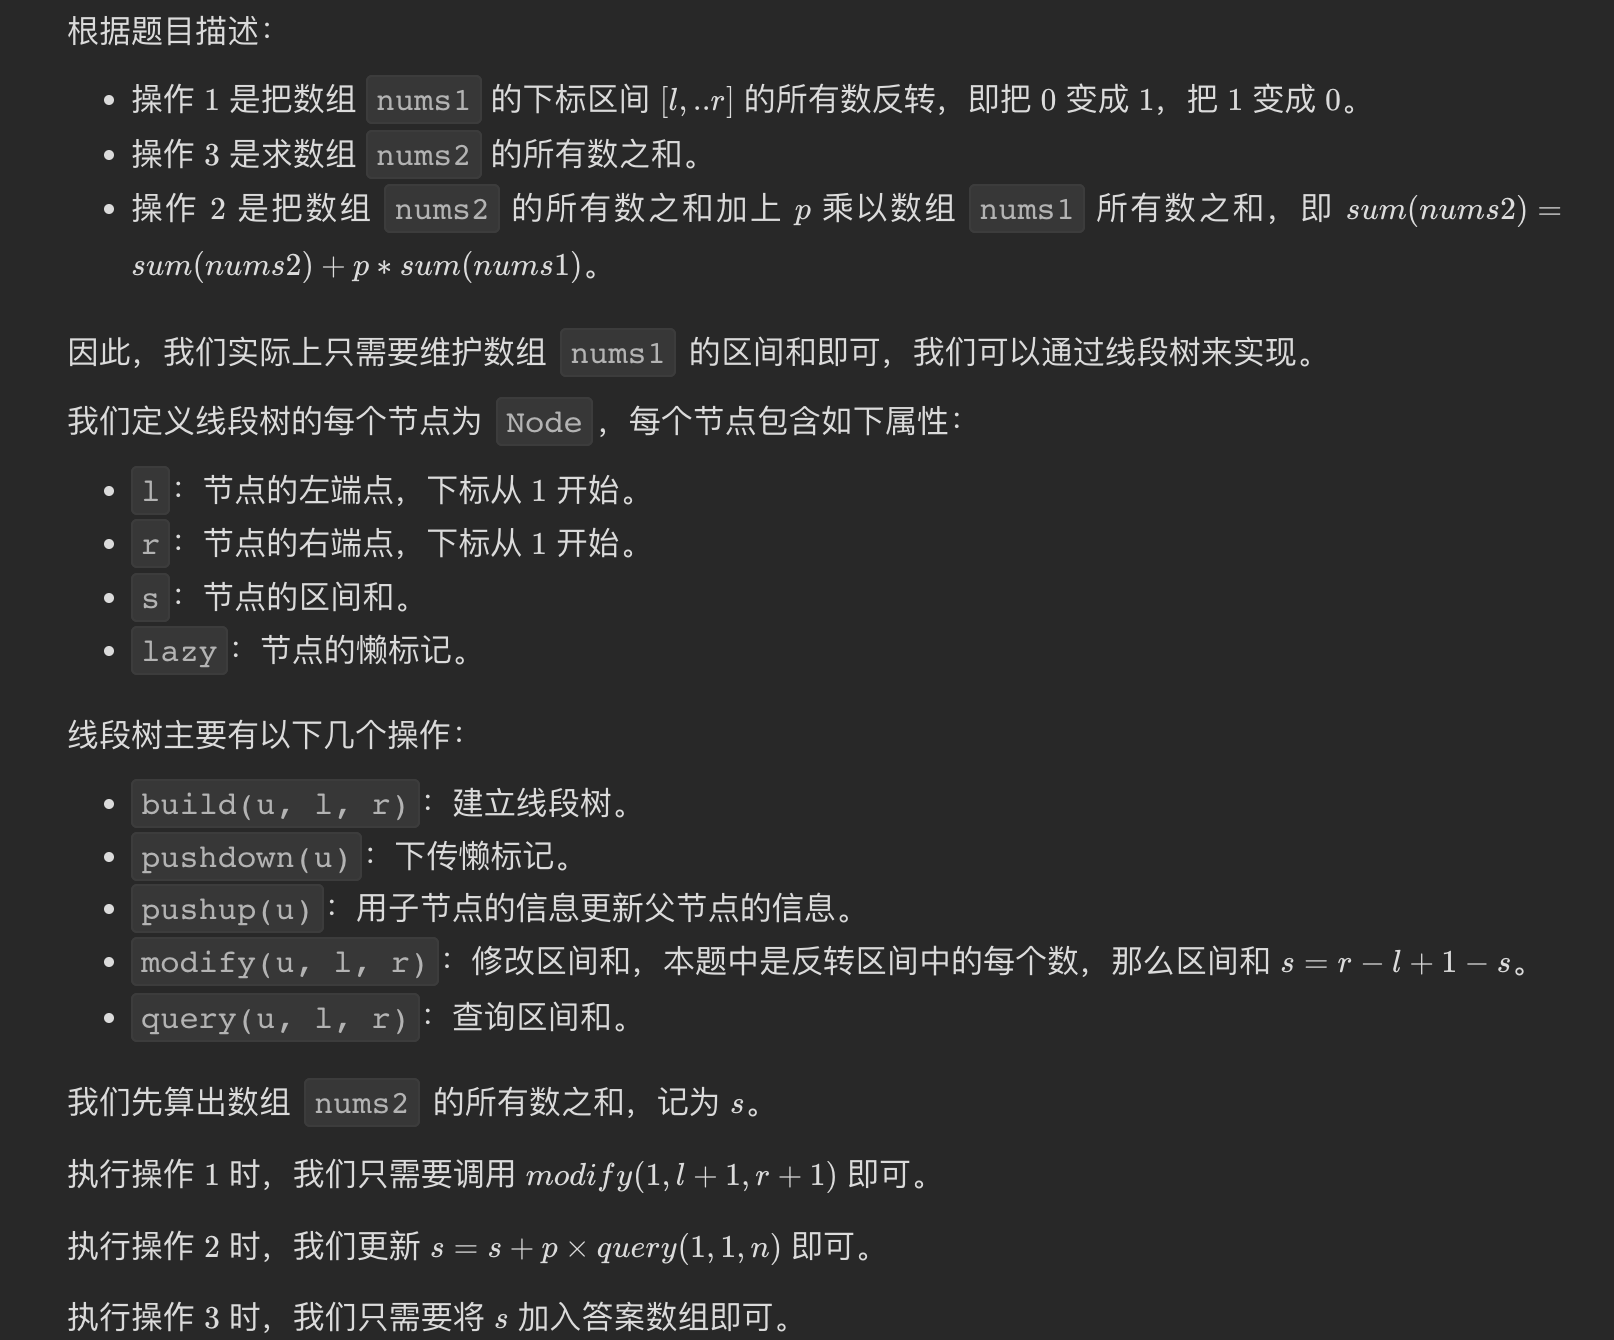 根据题目描述：
• 操作 1 是把数组 nums1 的下标区间 [l,..r] 的所有数反转，即把 0 变成 1，把 1 变成 0。
• 操作 3 是求数组 nums2 的所有数之和。
• 操作 2 是把数组 nums2 的所有数之和加上 p 乘以数组 nums1 所有数之和，即 sum(nums2) =
sum(nums2) + p * sum(nums1)。
因此，我们实际上只需要维护数组 nums1 的区间和即可，我们可以通过线段树来实现。
我们定义线段树的每个节点为 Node，每个节点包含如下属性：
• l：节点的左端点，下标从 1 开始。
• r：节点的右端点，下标从 1 开始。
• s：节点的区间和。
• lazy：节点的懒标记。
线段树主要有以下几个操作：
• build(u, l, r)：建立线段树。
• pushdown(u)：下传懒标记。
• pushup(u)：用子节点的信息更新父节点的信息。
• modify(u, l, r)：修改区间和，本题中是反转区间中的每个数，那么区间和 s = r − l + 1 − s。
• query(u, l, r)：查询区间和。
我们先算出数组 nums2 的所有数之和，记为 s。
执行操作 1 时，我们只需要调用 modify(1, l + 1, r + 1) 即可。
执行操作 2 时，我们更新 s = s + p × query(1, 1, n) 即可。
执行操作 3 时，我们只需要将 s 加入答案数组即可。